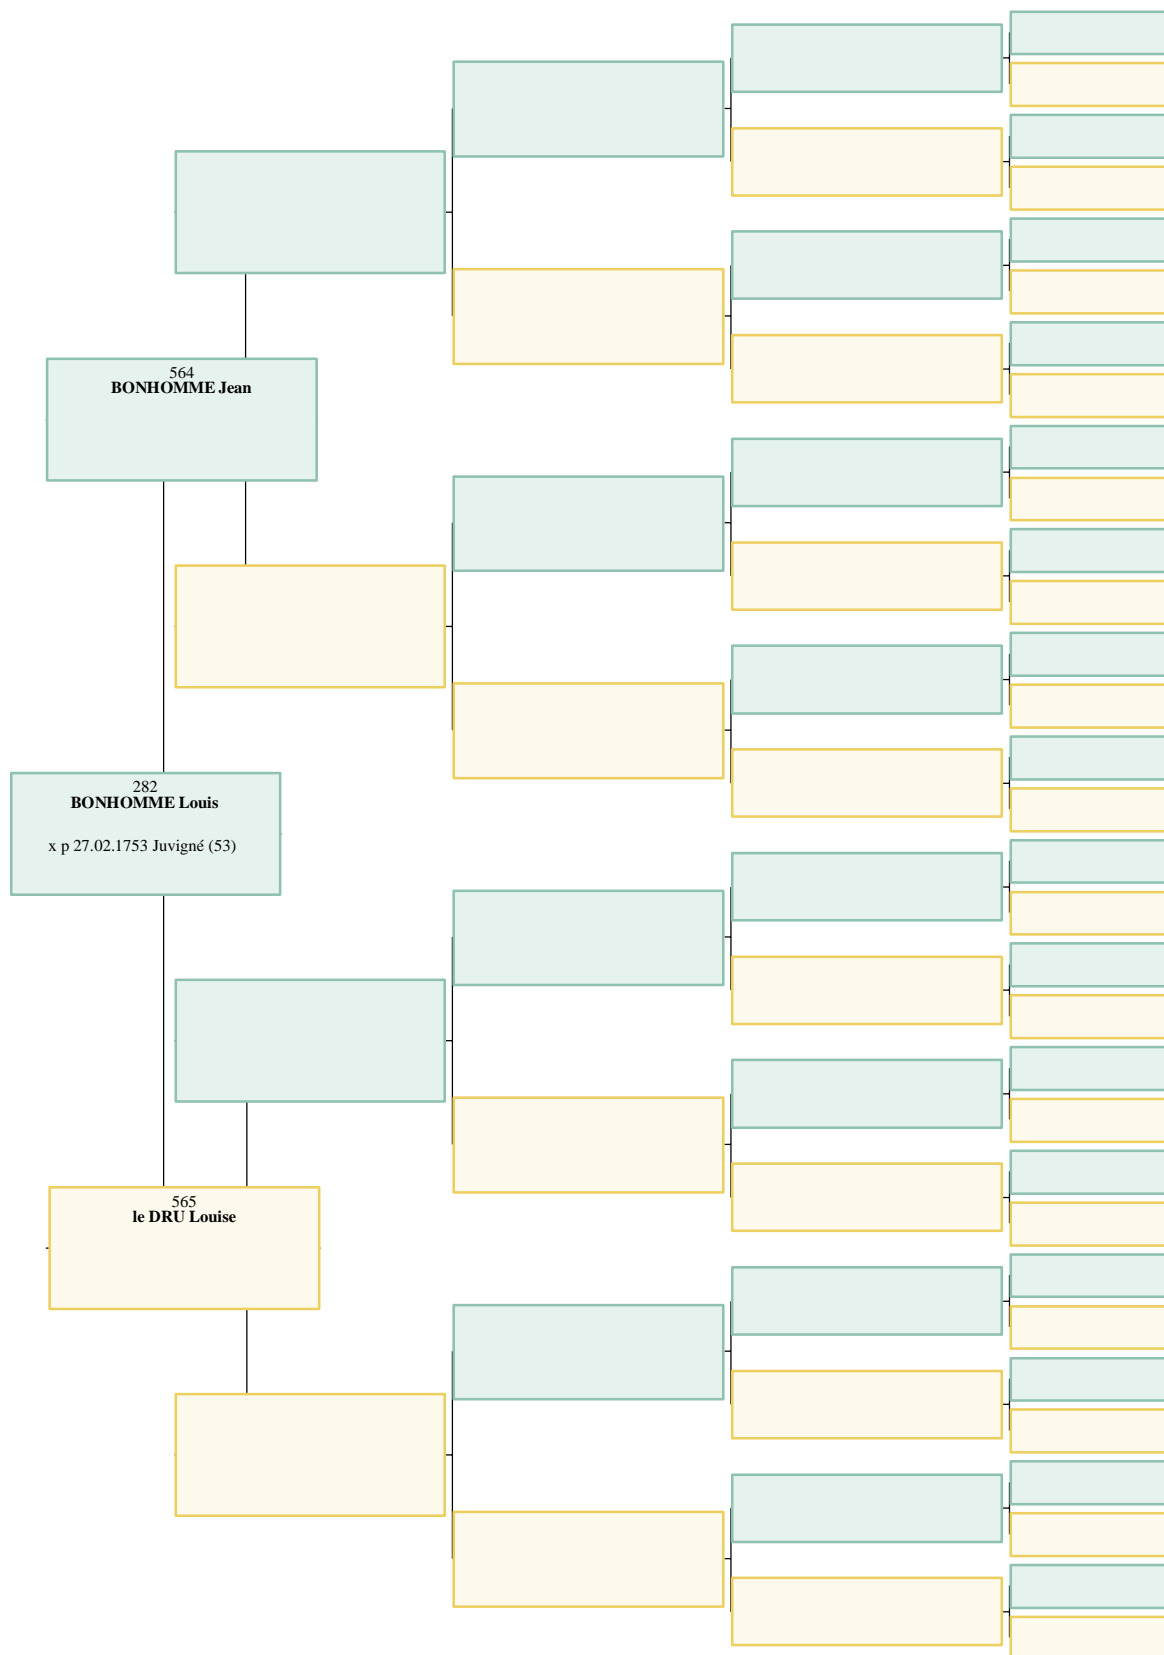 564
BONHOMME Jean
282
BONHOMME Louis
x p 27.02.1753 Juvigné (53)
565
le DRU Louise